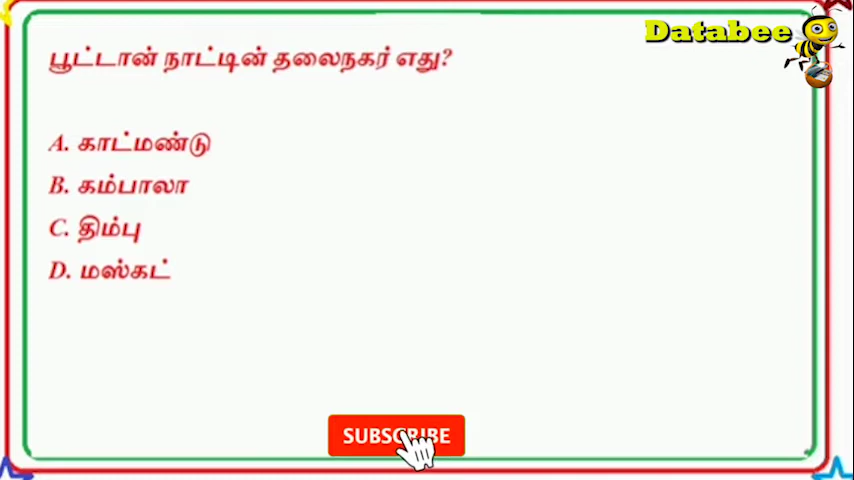 Databee
பூட்டான் நாட்டின் தலைநகர் எது?
A. காட்மண்டு
B. கம்பாலா
C. திம்பு
D. மஸ்கட்
SUBSCRIBE